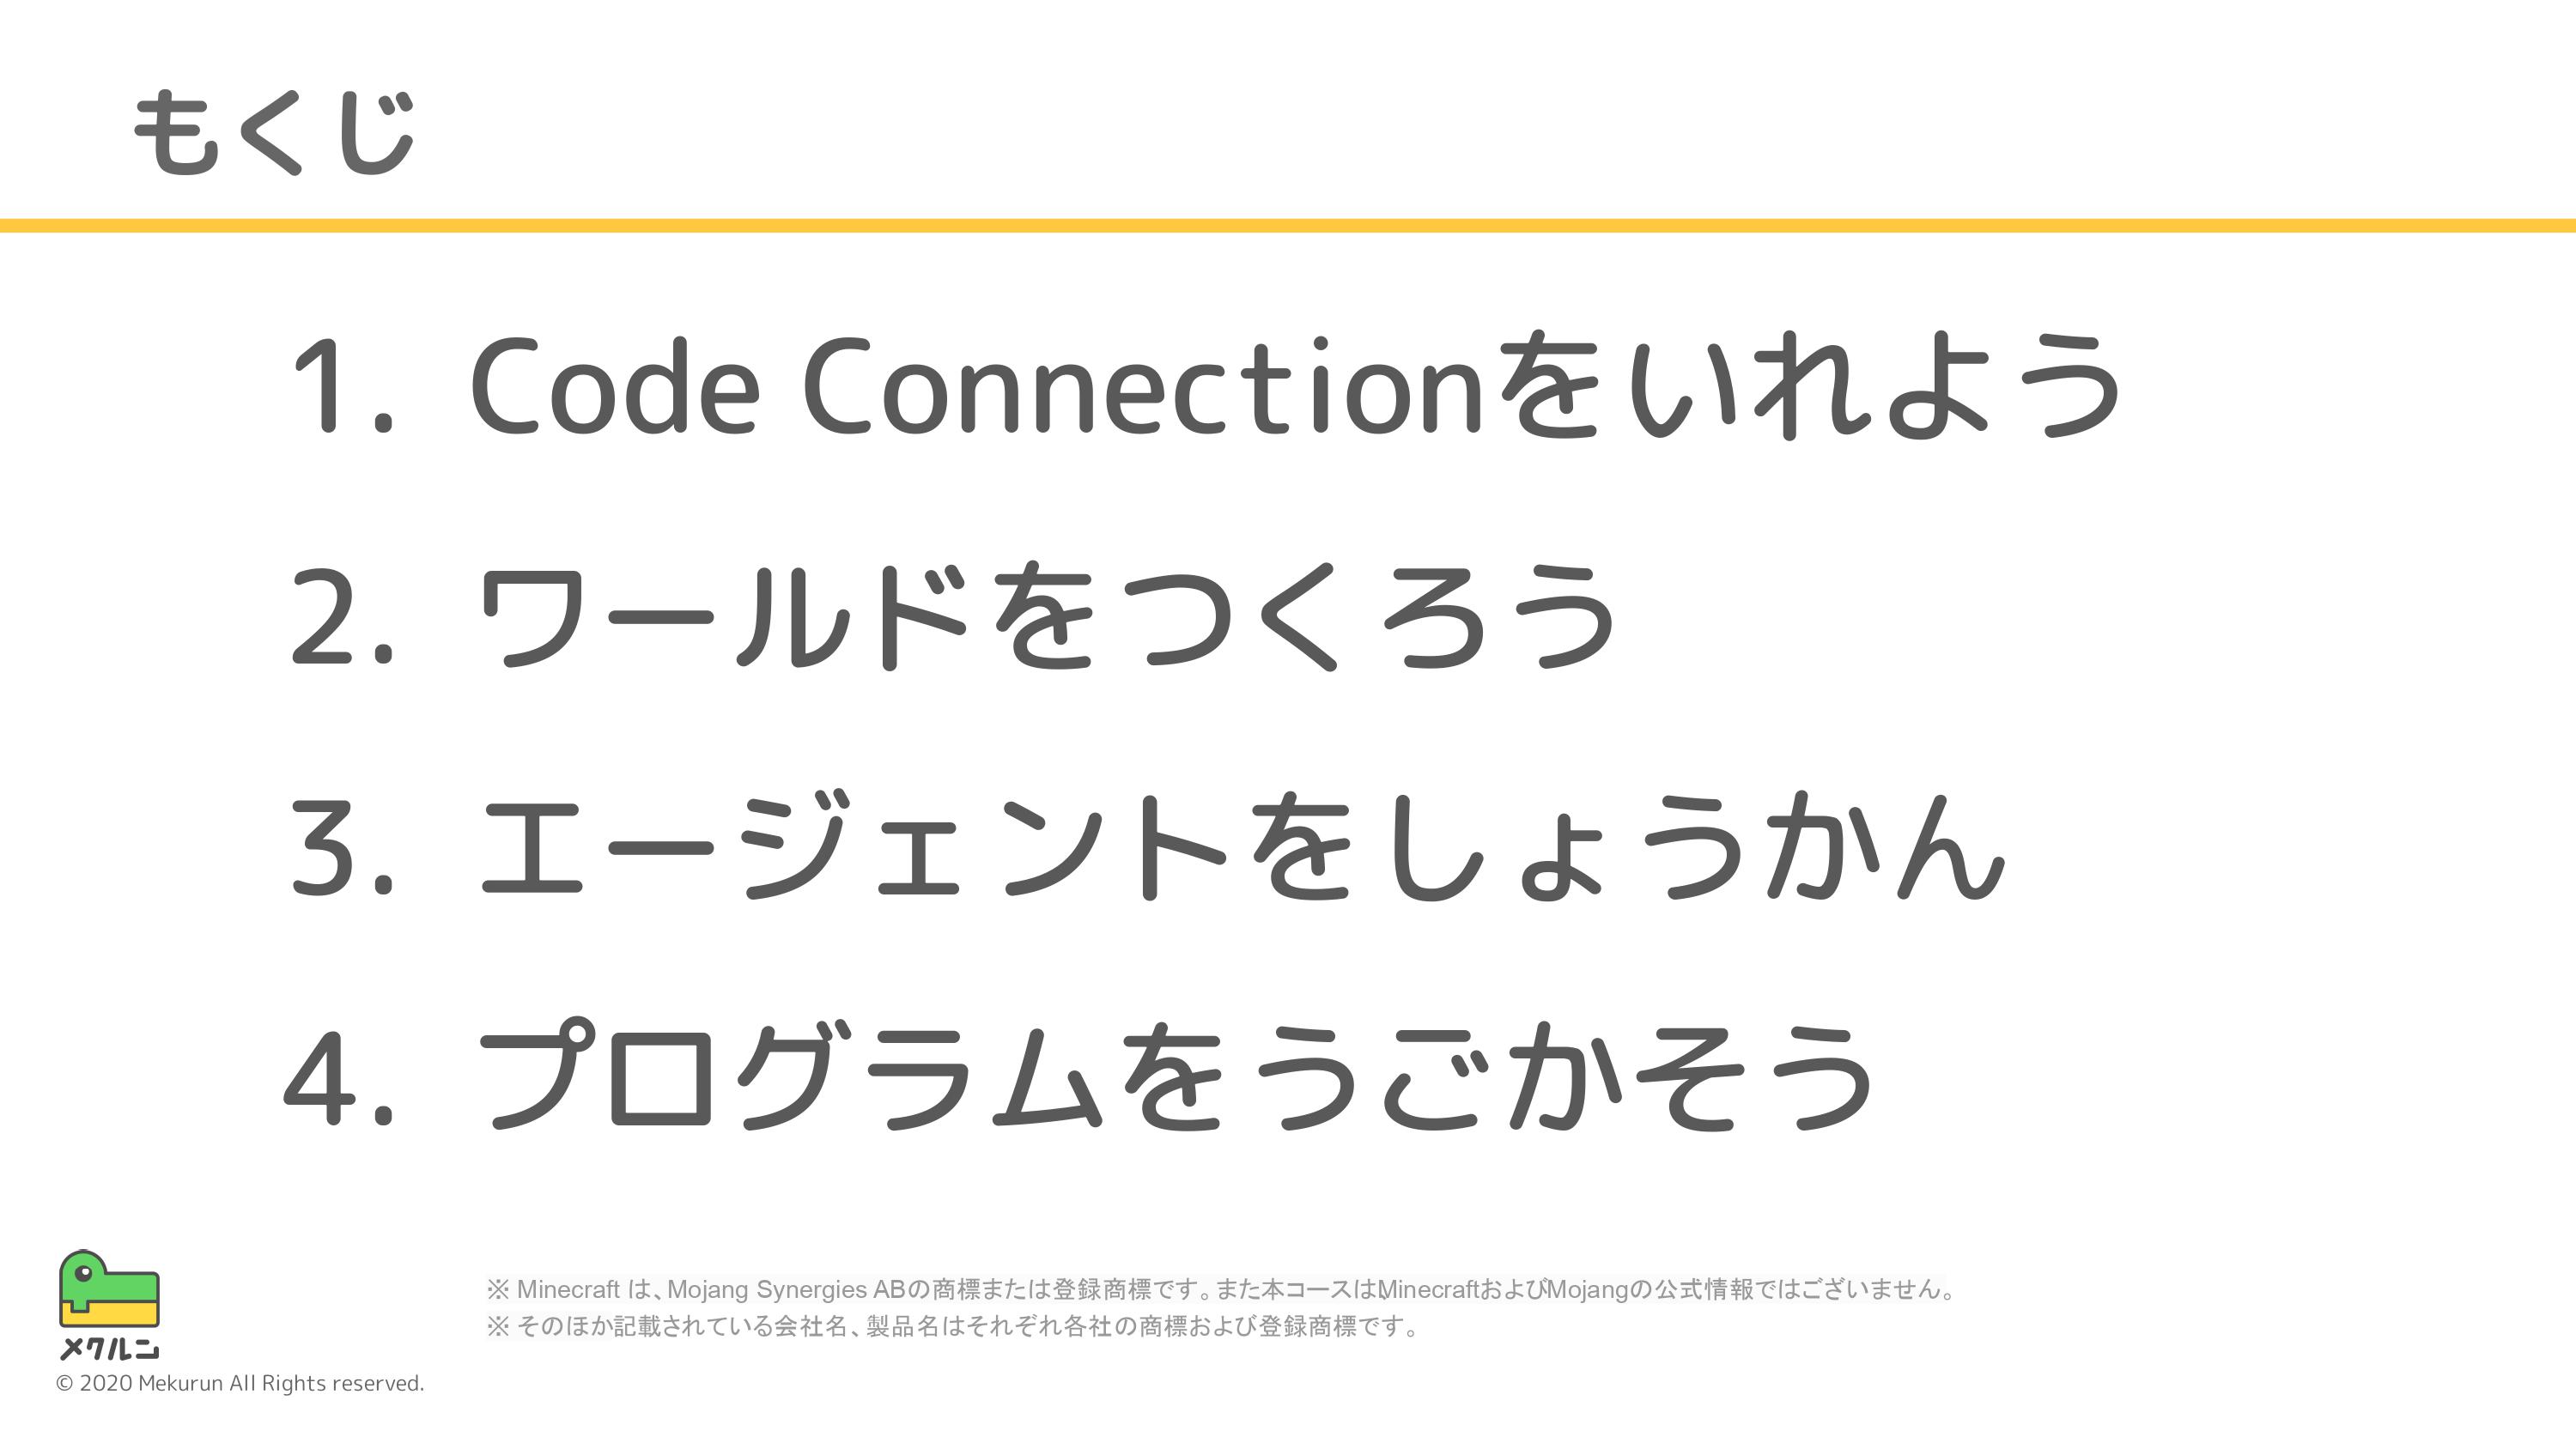 もくじ
1. Code Connectionをいれよう
2. ワールドをつくろう
3. エージェントをしょうかん
4. プログラムをうごかそう
メクルン
© 2020 Mekurun All Rights reserved.
※ Minecraft は、Mojang Synergies ABの商標または登録商標です。また本コースはMinecraftおよびMojangの公式情報ではございません。
※ そのほか記載されている会社名、製品名はそれぞれ各社の商標および登録商標です。